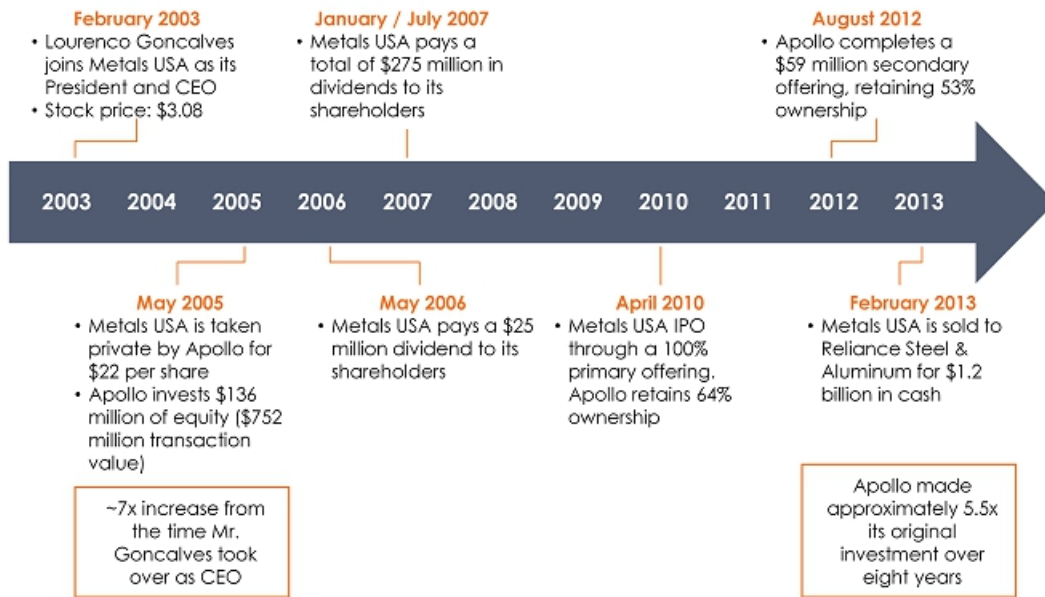 February 2003
• Lourenco Goncalves
joins Metals USA as its
President and CEO
• Stock price: $3.08
January / July 2007
• Metals USA pays a
total of $275 million in
dividends to its
shareholders
August 2012
• Apollo completes a
$59 million secondary
offering, retaining 53%
ownership
2003 2004 2005 2006 2007 2008 2009 2010 2011 2012 2013
May 2005
• Metals USA is taken
private by Apollo for
$22 per share
• Apollo invests $136
million of equity ($752
million transaction
value)
~7x increase from
the time Mr.
Goncalves took
over as CEO
May 2006
• Metals USA pays a $25
million dividend to its
shareholders
April 2010
• Metals USA IPO
through a 100%
primary offering.
Apollo retains 64%
ownership
February 2013
• Metals USA is sold to
Reliance Steel &
Aluminum for $1.2
billion in cash
Apollo made
approximately 5.5x
its original
investment over
eight years